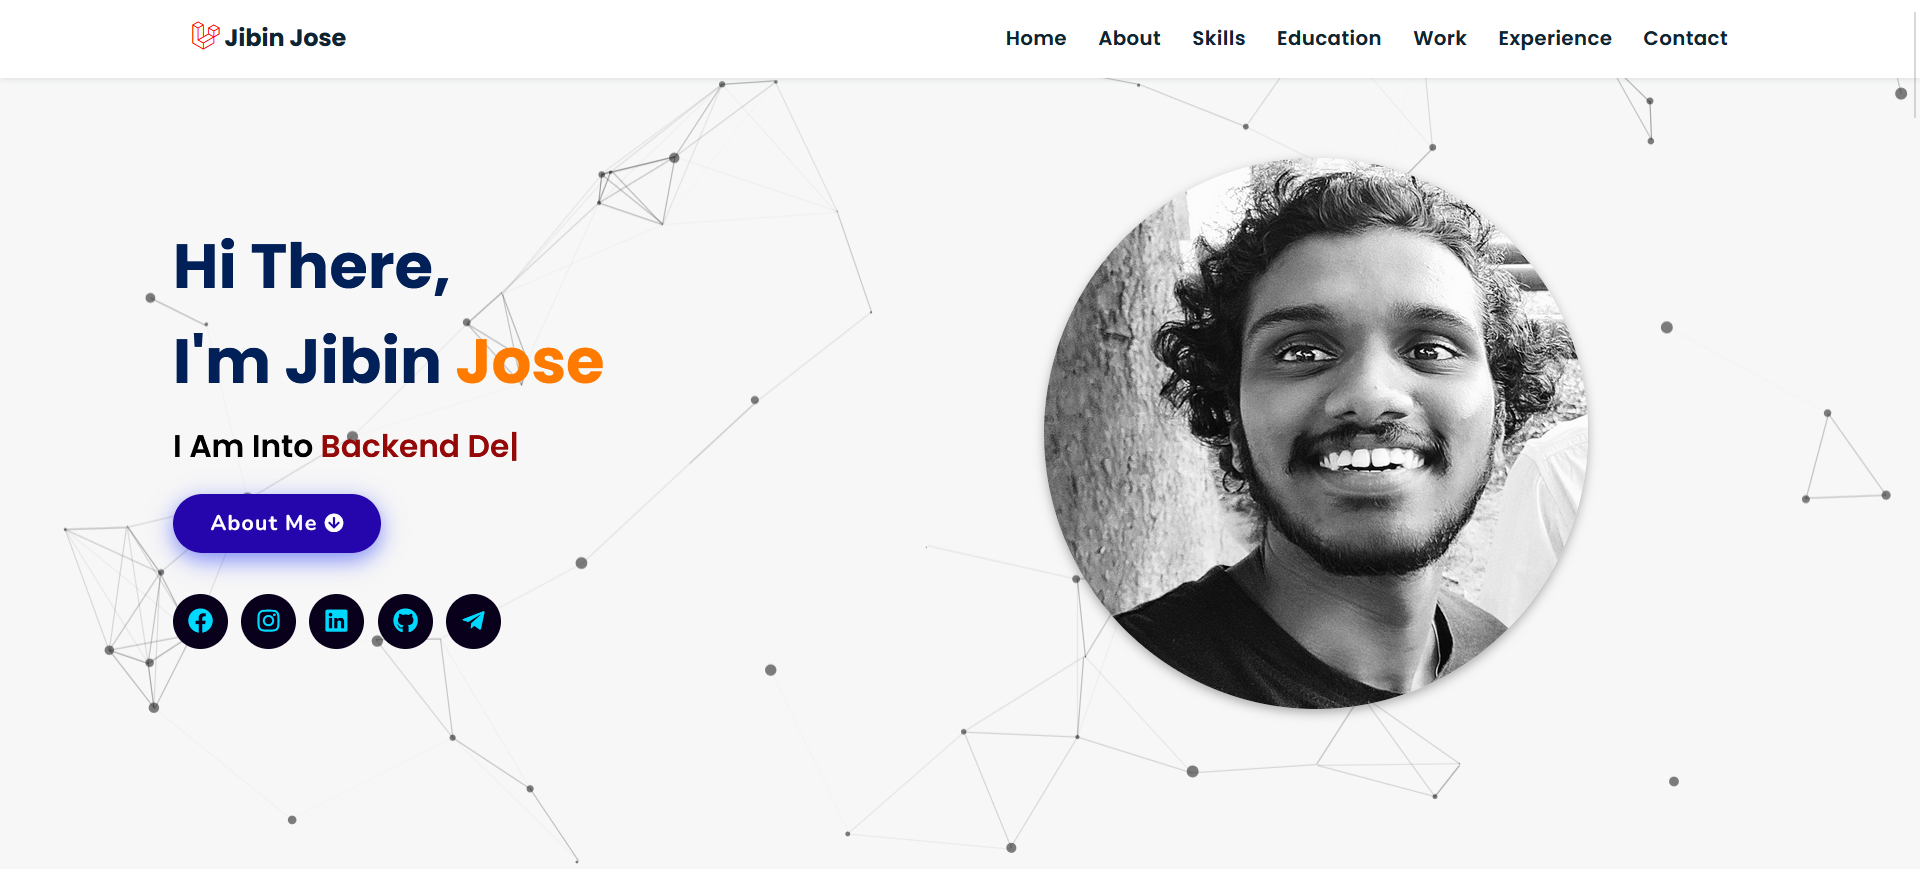 Jibin Jose
Home About Skills Education Work Experience Contact
Hi There,
I'm Jibin Jose
I Am Into Backend De|
About Me